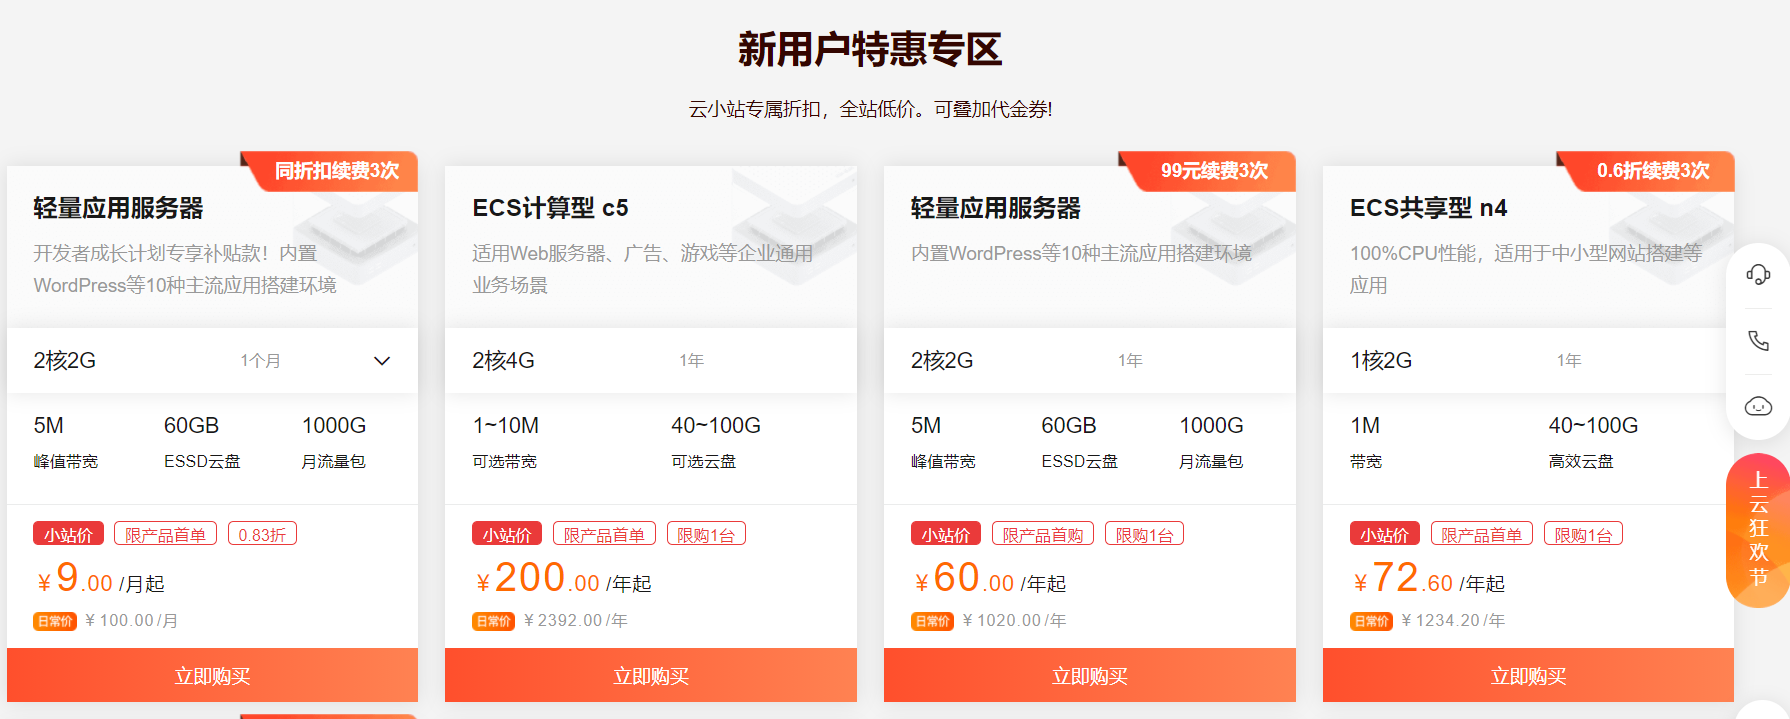 新用户特惠专区
云小站专属折扣，全站低价。可叠加代金券!
同折扣续费3次
轻量应用服务器
开发者成长计划专享补贴款！内置
WordPress等10种主流应用搭建环境
2核2G 1个月
5M 60GB 1000G
峰值带宽 ESSD云盘 月流量包
小站价 限产品首单 0.83折
¥9.00 /月起
日常价 ¥100.00/月
立即购买
ECS计算型 c5
适用Web服务器、广告、游戏等企业通用
业务场景
2核4G 1年
1~10M 40~100G
可选带宽 可选云盘
小站价 限产品首单 限购1台
¥200.00 /年起
日常价 ¥2392.00/年
立即购买
99元续费3次
轻量应用服务器
内置WordPress等10种主流应用搭建环境
2核2G 1年
5M 60GB 1000G
峰值带宽 ESSD云盘 月流量包
小站价 限产品首购 限购1台
¥60.00 /年起
日常价 ¥1020.00/年
立即购买
0.6折续费3次
ECS共享型 n4
100%CPU性能，适用于中小型网站搭建等
应用
1核2G 1年
1M 40~100G
带宽 高效云盘
小站价 限产品首单 限购1台
¥72.60 /年起
日常价 ¥1234.20/年
立即购买
上云狂欢节